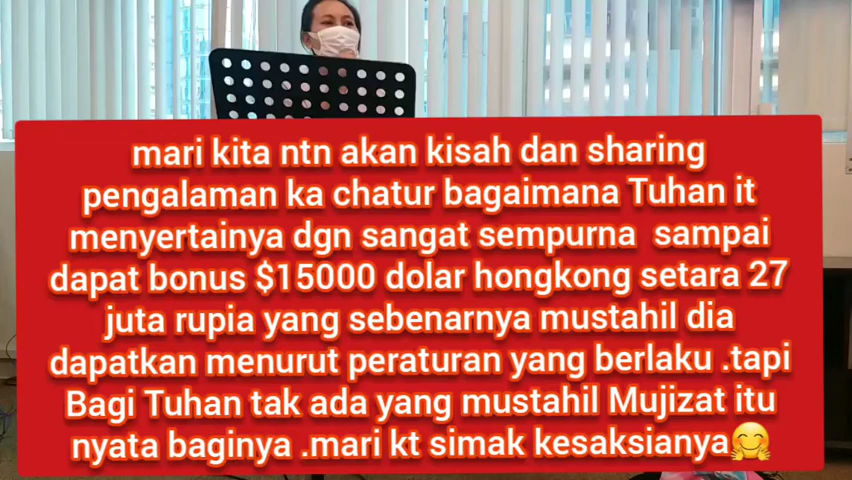 mari kita ntn akan kisah dan sharing
pengalaman ka chatur bagaimana Tuhan it
menyertainya dgn sangat sempurna sampai
dapat bonus $15000 dolar hongkong setara 27
juta rupia yang sebenarnya mustahil dia
dapatkan menurut peraturan yang berlaku .tapi
Bagi Tuhan tak ada yang mustahil Mujizat itu
nyata baginya .mari kt simak kesaksianya🤗